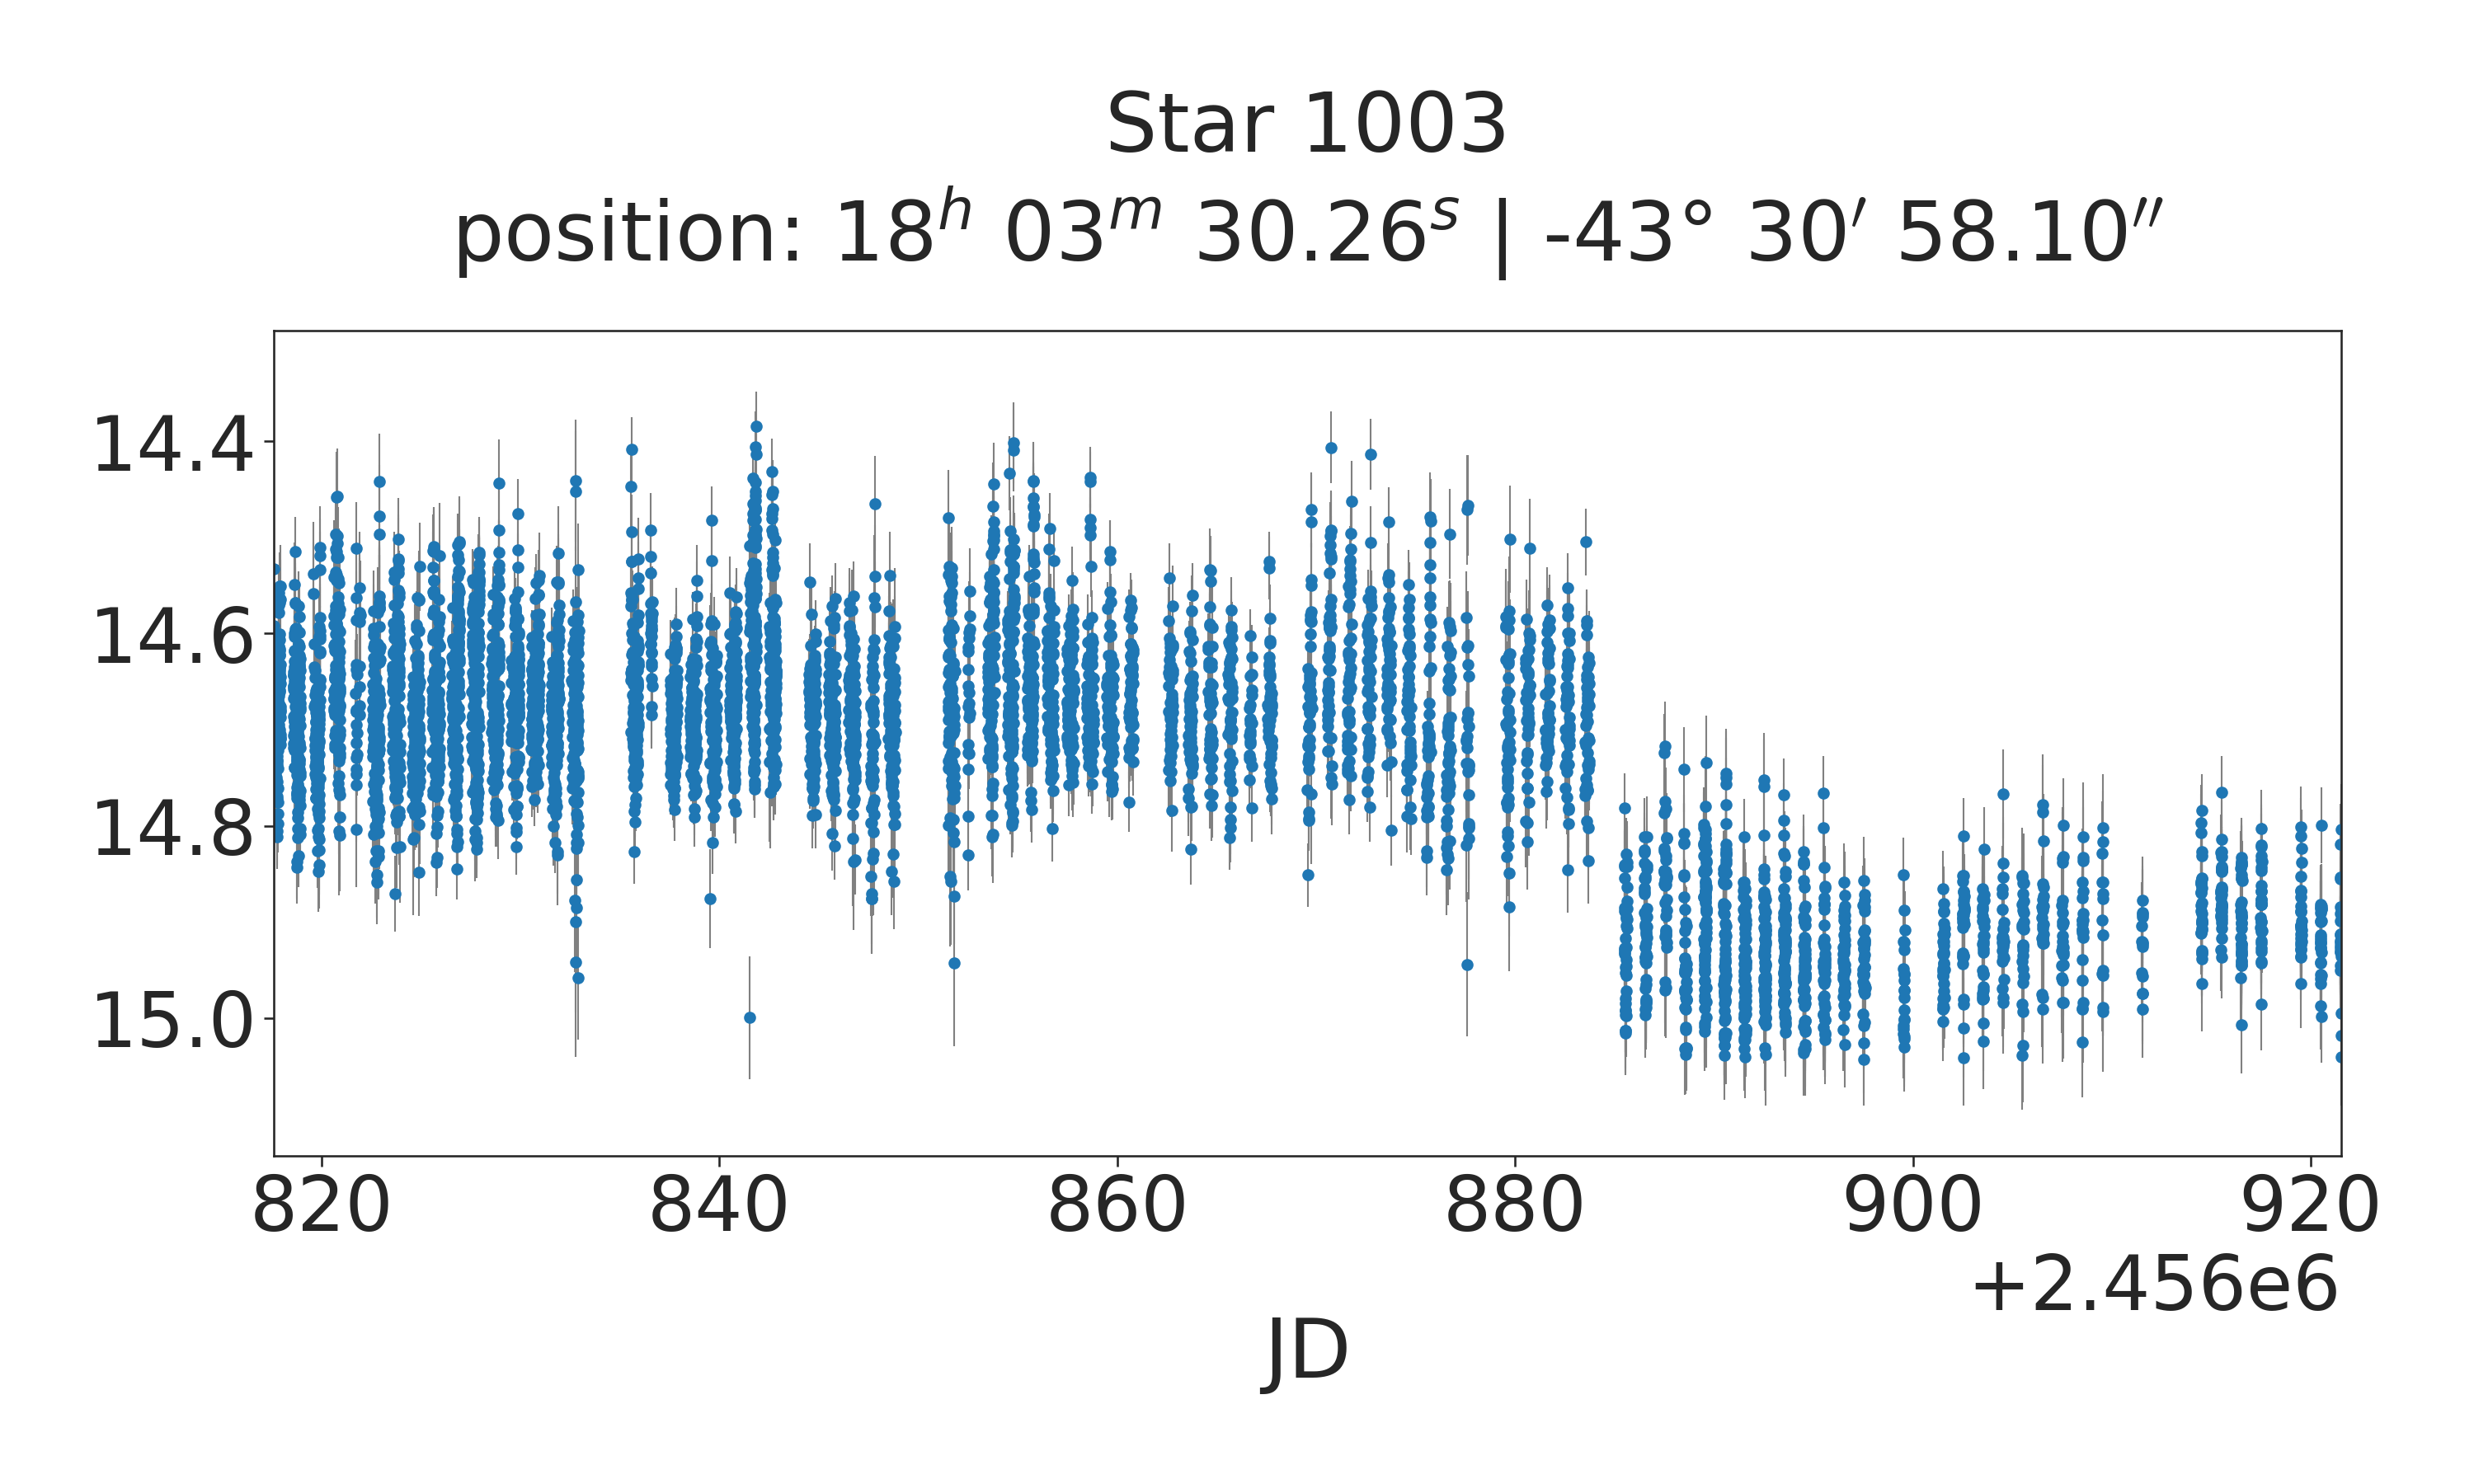 Star 1003
position: 18ʰ 03ᵐ 30.26ˢ | -43° 30′ 58.10′′
14.4
14.6
14.8
15.0
820 840 860 880 900 920
+2.456e6
JD